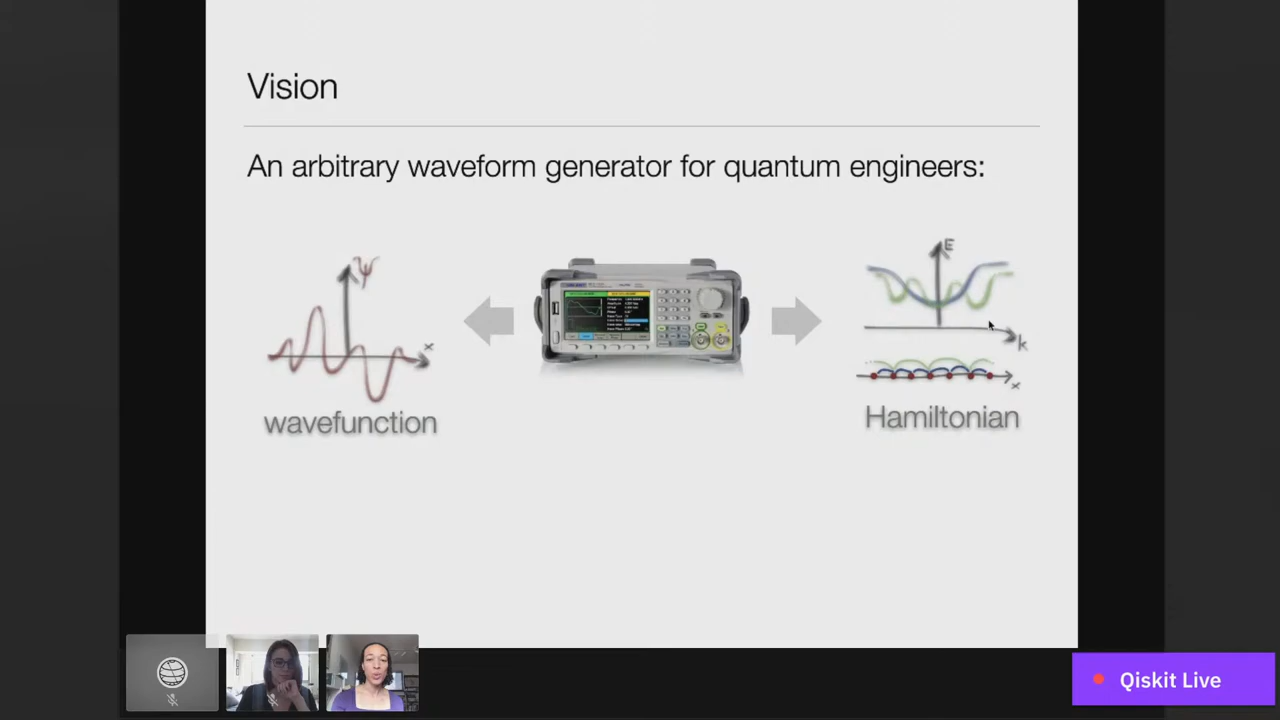 Vision
An arbitrary waveform generator for quantum engineers:
ψ
x
wavefunction
E
k
x
Hamiltonian
Qiskit Live